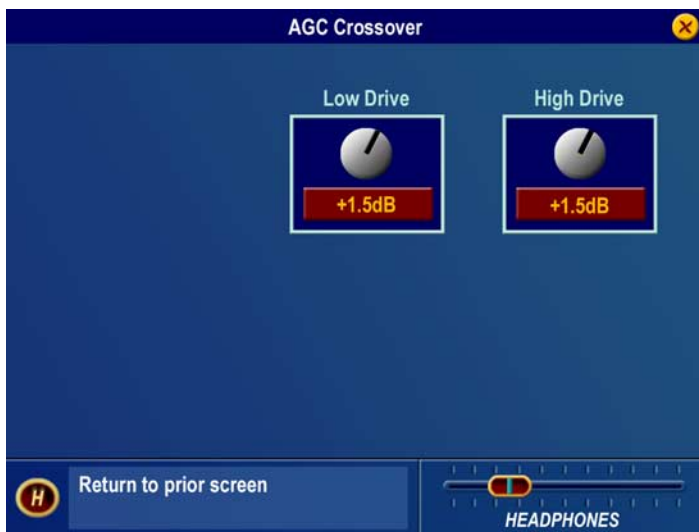 AGC Crossover
Low Drive
High Drive
+1.5dB
+1.5dB
H
Return to prior screen
HEADPHONES